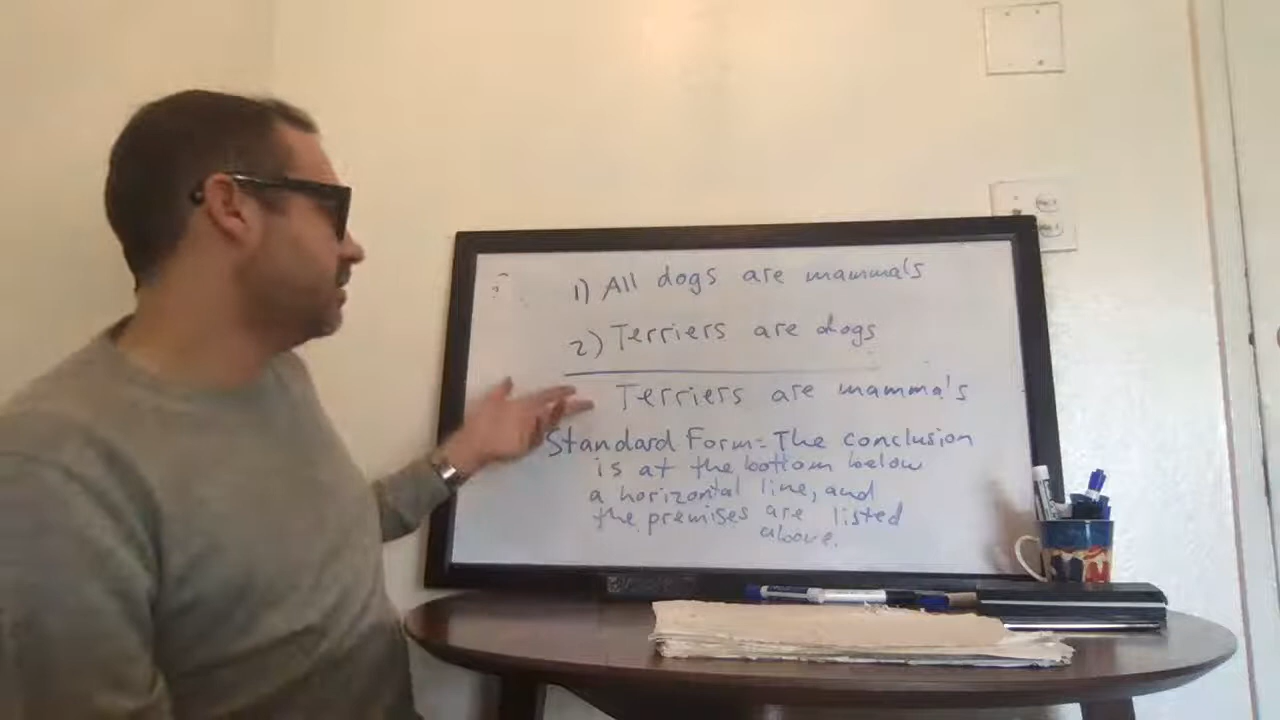 1) All dogs are mammals
2) Terriers are dogs
Terriers are mammals
Standard Form = The conclusion
is at the bottom below
a horizontal line, and
the premises are listed
above.